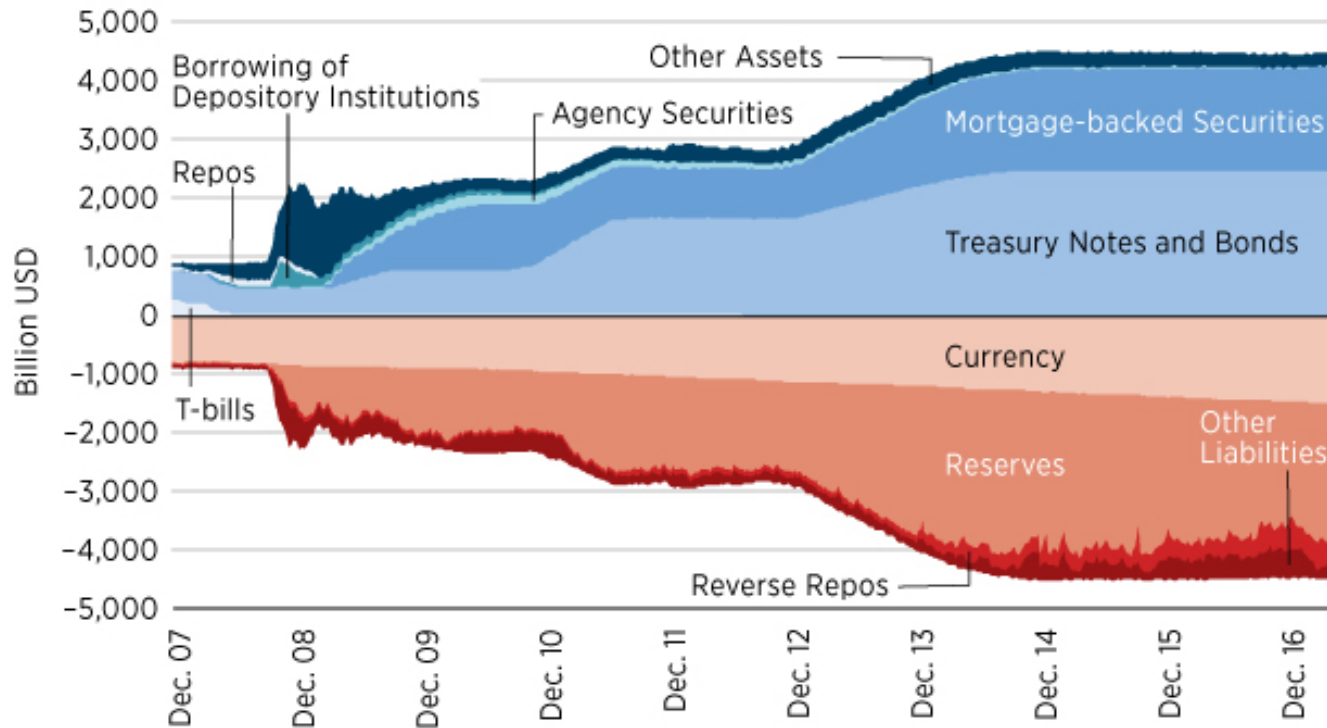 5,000
4,000
3,000
2,000
1,000
0
−1,000
−2,000
−3,000
−4,000
−5,000
Billion USD
Borrowing of
Depository Institutions
Repos
Other Assets
Agency Securities
Mortgage-backed Securities
Treasury Notes and Bonds
Currency
T-bills
Other
Liabilities
Reserves
Reverse Repos
Dec. 07
Dec. 08
Dec. 09
Dec. 10
Dec. 11
Dec. 12
Dec. 13
Dec. 14
Dec. 15
Dec. 16